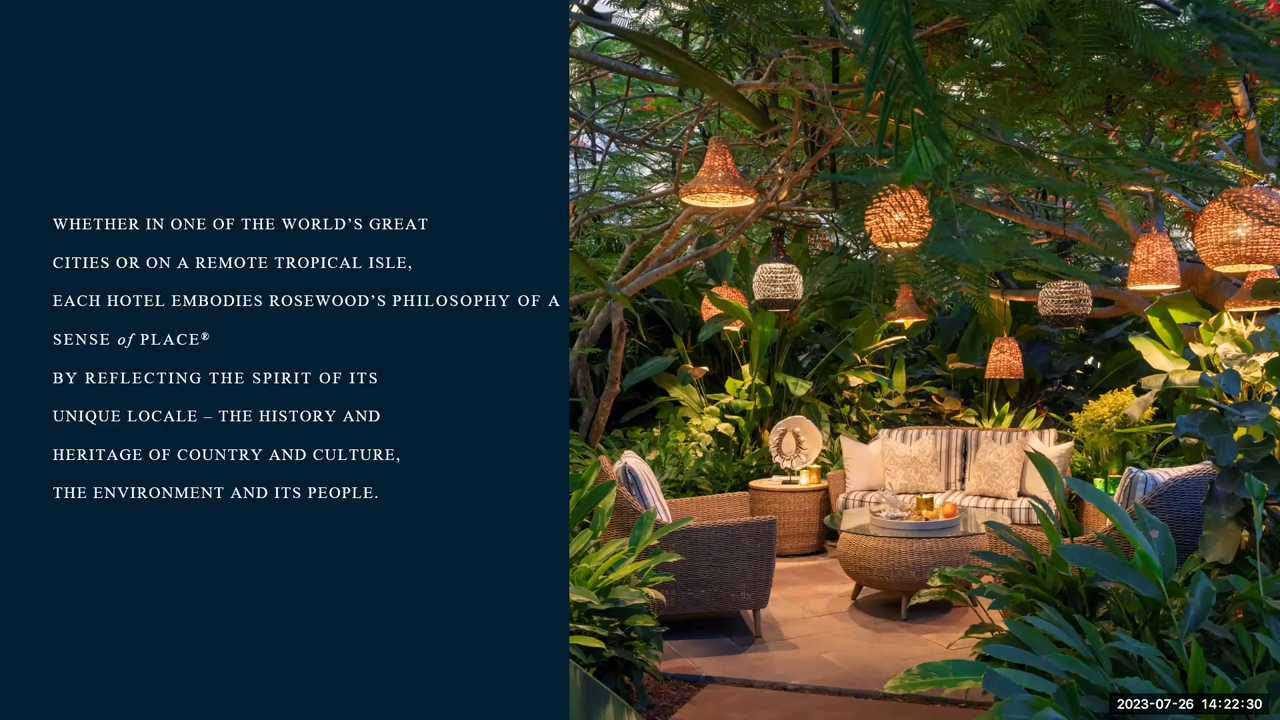 WHETHER IN ONE OF THE WORLD’S GREAT
CITIES OR ON A REMOTE TROPICAL ISLE,
EACH HOTEL EMBODIES ROSEWOOD’S PHILOSOPHY OF A
SENSE of PLACE®
BY REFLECTING THE SPIRIT OF ITS
UNIQUE LOCALE – THE HISTORY AND
HERITAGE OF COUNTRY AND CULTURE,
THE ENVIRONMENT AND ITS PEOPLE.
2023-07-26 14:22:30